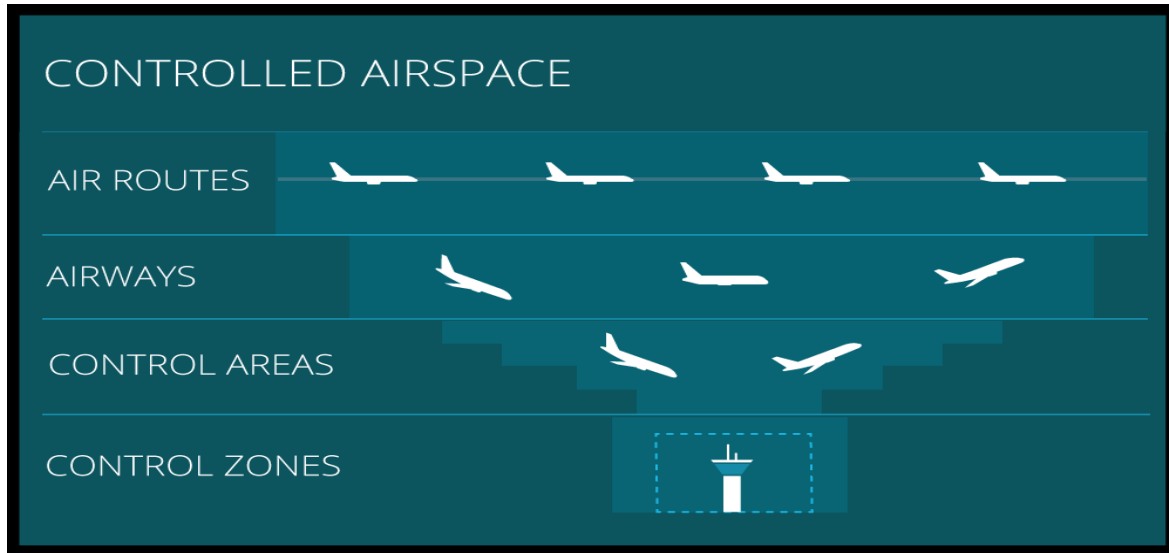 CONTROLLED AIRSPACE
AIR ROUTES
AIRWAYS
CONTROL AREAS
CONTROL ZONES